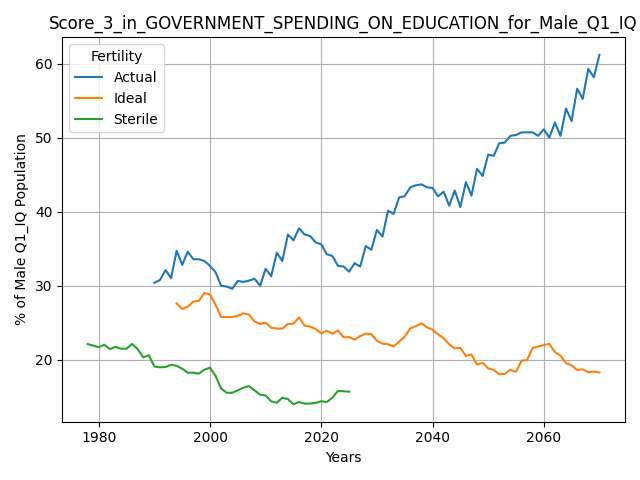 Score_3_in_GOVERNMENT_SPENDING_ON_EDUCATION_for_Male_Q1_IQ
Fertility
Actual
Ideal
Sterile
% of Male Q1_IQ Population
60
50
40
30
20
1980
2000
2020
2040
2060
Years